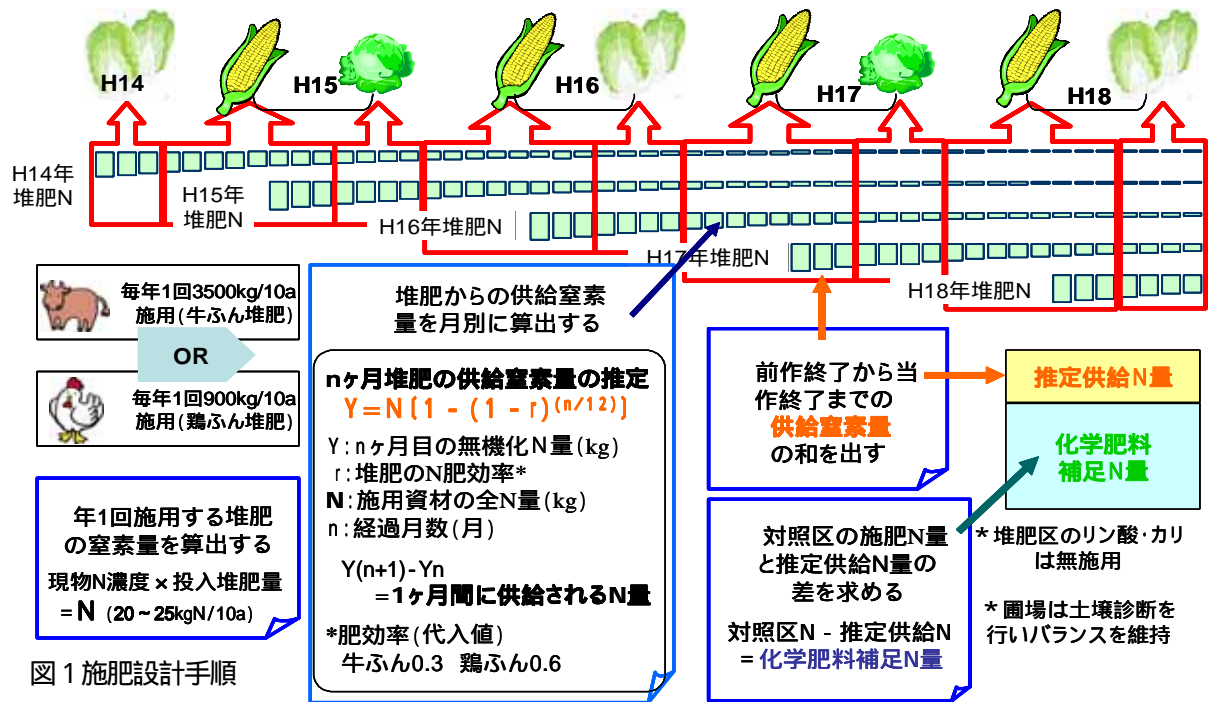 H14
H15
H16
H17
H18
H14年
堆肥N
H15年
堆肥N
H16年堆肥N
H17年堆肥N
H18年堆肥N
毎年1回3500kg/10a
施用(牛ふん堆肥)
OR
毎年1回900kg/10a
施用(鶏ふん堆肥)
年1回施用する堆肥
の窒素量を算出する
現物N濃度×投入堆肥量
=N (20~25kgN/10a)
堆肥からの供給窒素
量を月別に算出する
nヶ月堆肥の供給窒素量の推定
Y=N[1-(1-r)(n/12)]
Y:nヶ月目の無機化N量(kg)
r:堆肥のN肥効率*
N:施用資材の全N量(kg)
n:経過月数(月)
Y(n+1)-Yn
=1ヶ月間に供給されるN量
*肥効率(代入値)
牛ふん0.3 鶏ふん0.6
前作終了から当
作終了までの
供給窒素量
の和を出す
対照区の施肥N量
と推定供給N量の
差を求める
対照区N-推定供給N
=化学肥料補足N量
推定供給N量
化学肥料
補足N量
*堆肥区のリン酸・カリ
は無施用
*圃場は土壌診断を
行いバランスを維持
図1施肥設計手順